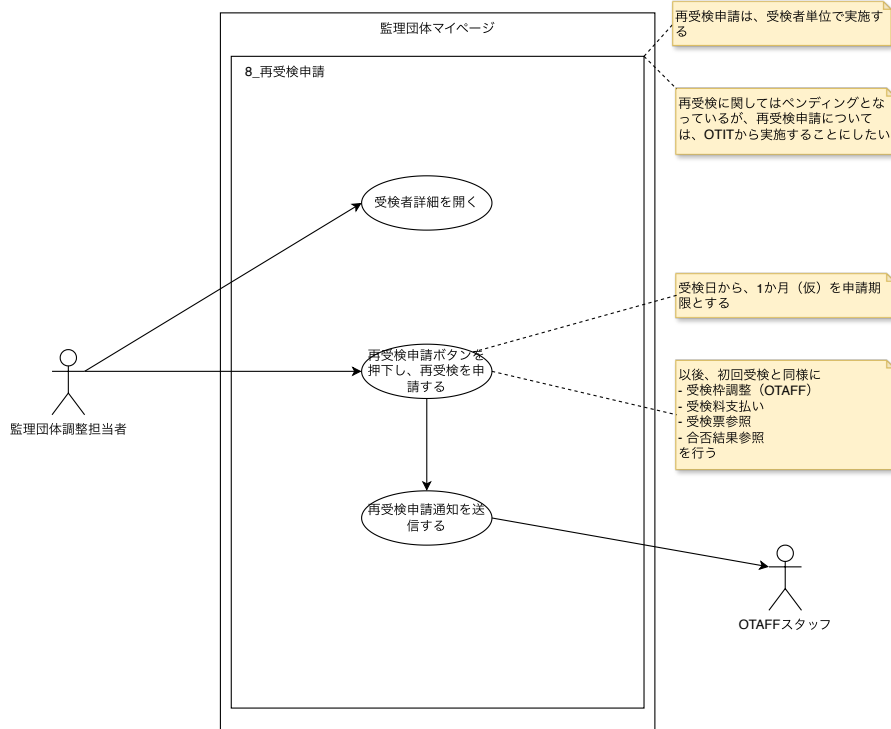 監理団体マイページ
8_再受検申請
再受検申請は、受検者単位で実施す
る
再受検に関してはペンディングとな
っているが、再受検申請について
は、OTITから実施することにしたい
受検者詳細を開く
受検日から、1か月（仮）を申請期
限とする
再受検申請ボタンを
押下し、再受検を申
請する
以後、初回受検と同様に
- 受検枠調整（OTAFF）
- 受検料支払い
- 受検票参照
- 合否結果参照
を行う
監理団体調整担当者
再受検申請通知を送
信する
OTAFFスタッフ